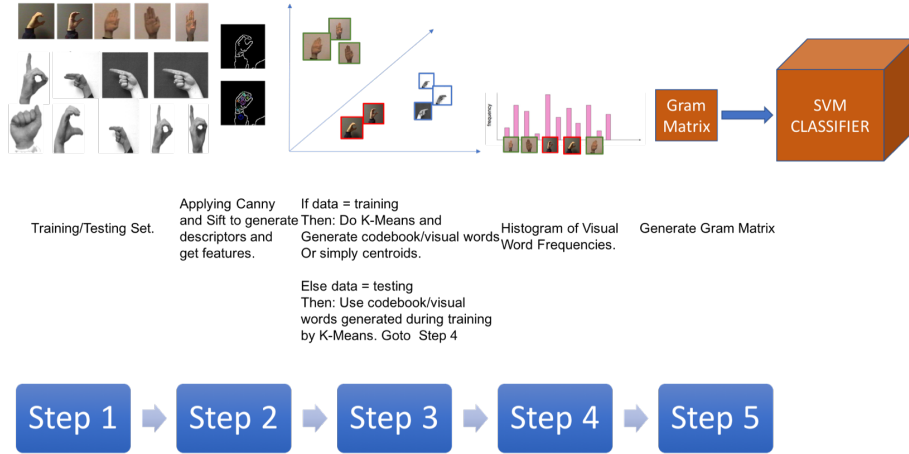 frequency
Gram
Matrix
SVM
CLASSIFIER
Training/Testing Set.
Applying Canny
and Sift to generate
descriptors and
get features.
If data = training
Then: Do K-Means and
Generate codebook/visual words
Or simply centroids.
Else data = testing
Then: Use codebook/visual
words generated during training
by K-Means. Goto Step 4
Histogram of Visual
Word Frequencies.
Generate Gram Matrix
Step 1
Step 2
Step 3
Step 4
Step 5